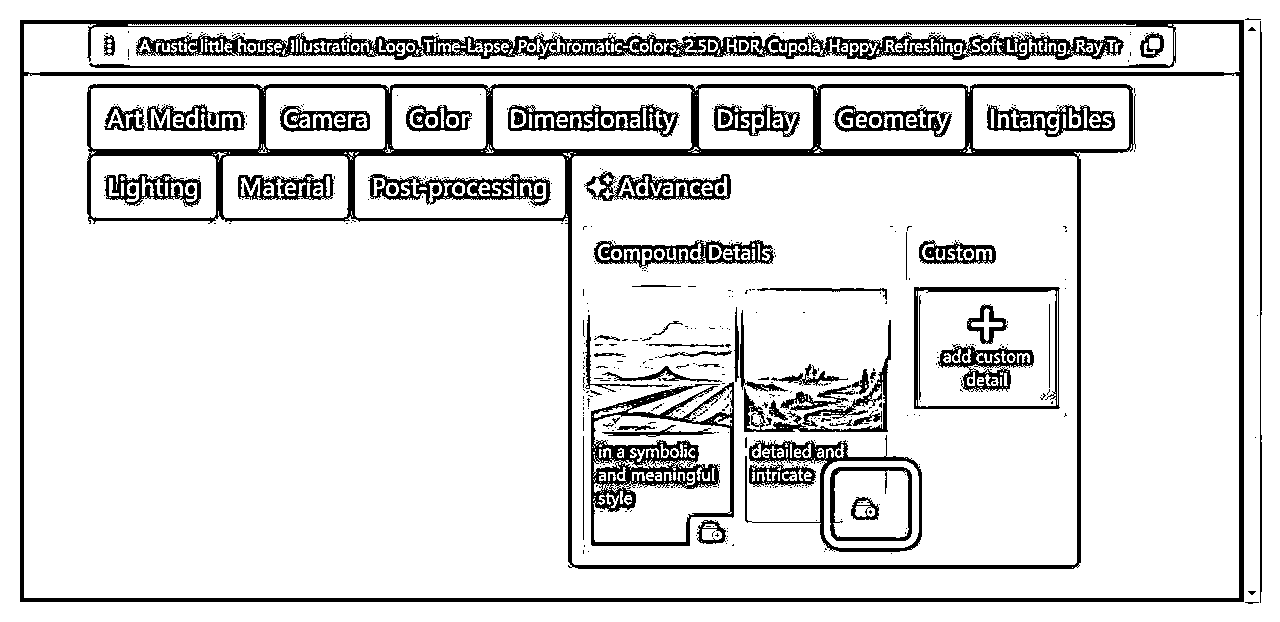 A rustic little house, Illustration, Logo, Time-Lapse, Polychromatic-Colors, 2.5D, HDR, Cupola, Happy, Refreshing, Soft Lighting, Ray Tr
Art Medium Camera Color Dimensionality Display Geometry Intangibles
Lighting Material Post-processing Advanced
Compound Details Custom
add custom
detail
in a symbolic
and meaningful
style
detailed and
intricate